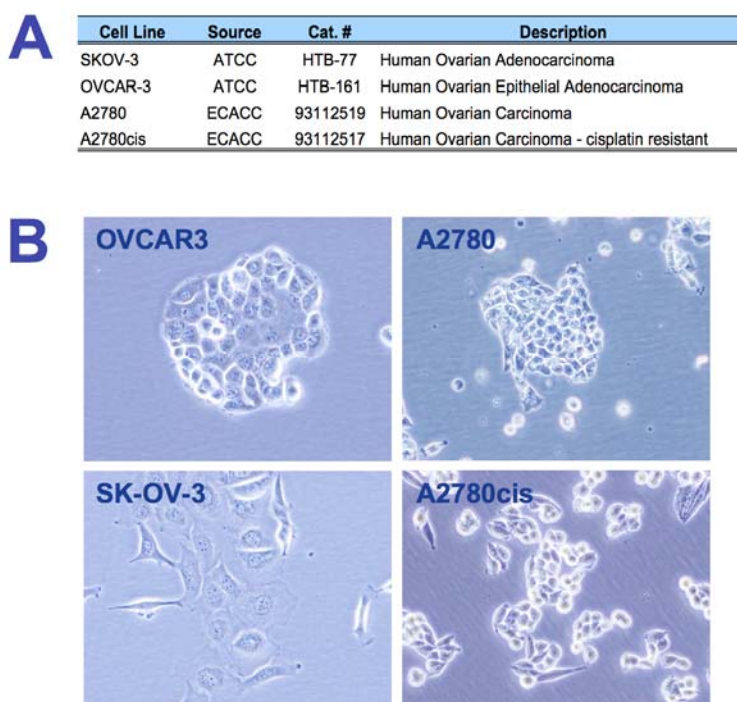 A
Cell Line Source Cat. # Description
SKOV-3 ATCC HTB-77 Human Ovarian Adenocarcinoma
OVCAR-3 ATCC HTB-161 Human Ovarian Epithelial Adenocarcinoma
A2780 ECACC 93112519 Human Ovarian Carcinoma
A2780cis ECACC 93112517 Human Ovarian Carcinoma - cisplatin resistant
B
OVCAR3 A2780
SK-OV-3 A2780cis